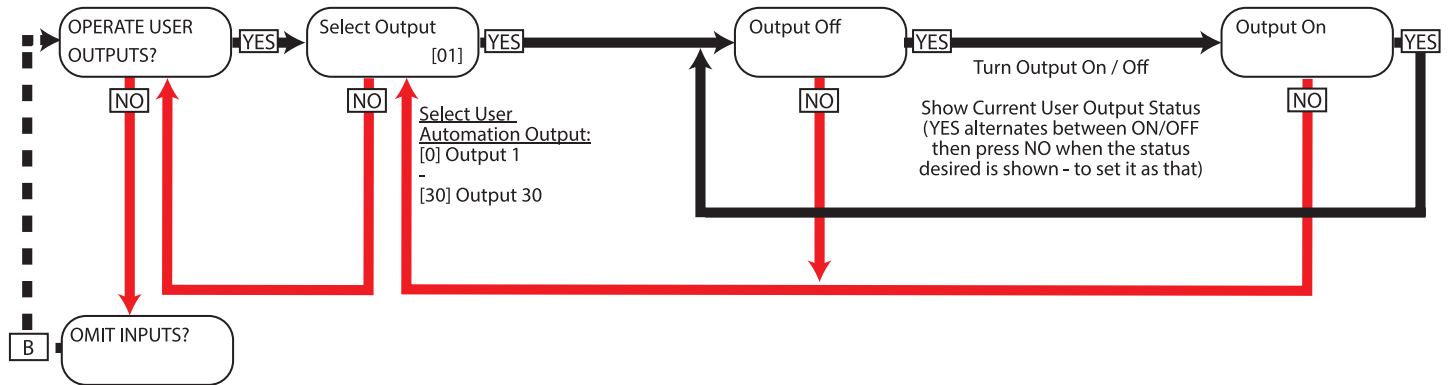 OPERATE USER
OUTPUTS?
YES
Select Output
[01]
YES
Output Off
YES
Output On
YES
NO
NO
Select User
Automation Output:
[0] Output 1
-
[30] Output 30
NO
Turn Output On / Off
Show Current User Output Status
(YES alternates between ON/OFF
then press NO when the status
desired is shown - to set it as that)
NO
OMIT INPUTS?
B